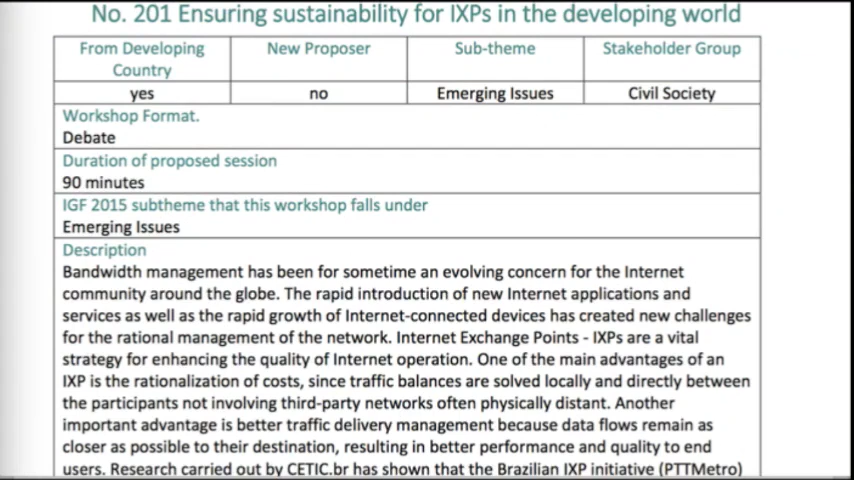 No. 201 Ensuring sustainability for IXPs in the developing world
From Developing Country New Proposer Sub-theme Stakeholder Group
yes no Emerging Issues Civil Society
Workshop Format.
Debate
Duration of proposed session
90 minutes
IGF 2015 subtheme that this workshop falls under
Emerging Issues
Description
Bandwidth management has been for sometime an evolving concern for the Internet
community around the globe. The rapid introduction of new Internet applications and
services as well as the rapid growth of Internet-connected devices has created new challenges
for the rational management of the network. Internet Exchange Points - IXPs are a vital
strategy for enhancing the quality of Internet operation. One of the main advantages of an
IXP is the rationalization of costs, since traffic balances are solved locally and directly between
the participants not involving third-party networks often physically distant. Another
important advantage is better traffic delivery management because data flows remain as
closer as possible to their destination, resulting in better performance and quality to end
users. Research carried out by CETIC.br has shown that the Brazilian IXP initiative (PTTMetro)